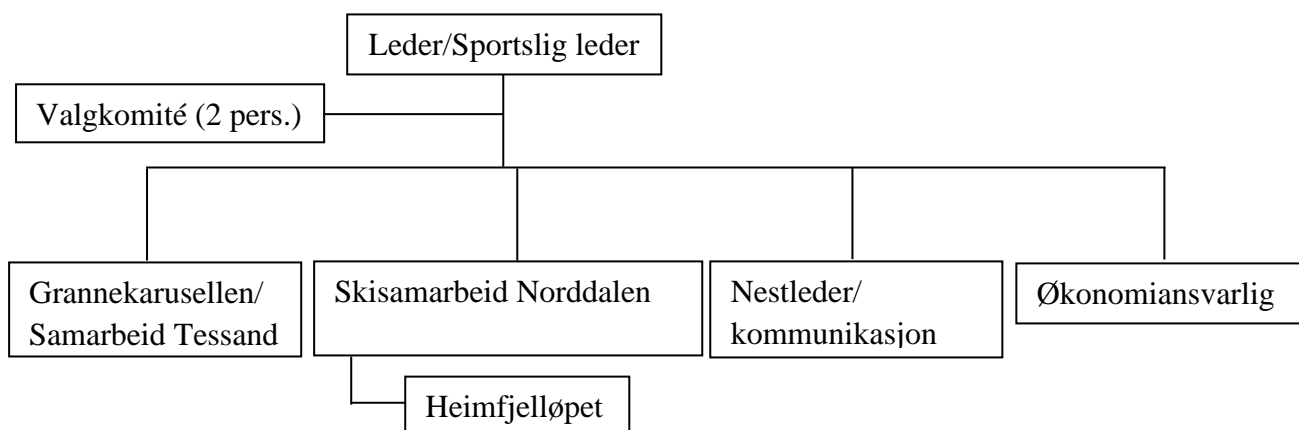 Leder/Sportslig leder
Valgkomité (2 pers.)
Grannekarusellen/
Samarbeid Tessand
Skisamarbeid Norddalen
Nestleder/
kommunikasjon
Økonomiansvarlig
Heimfjelløpet